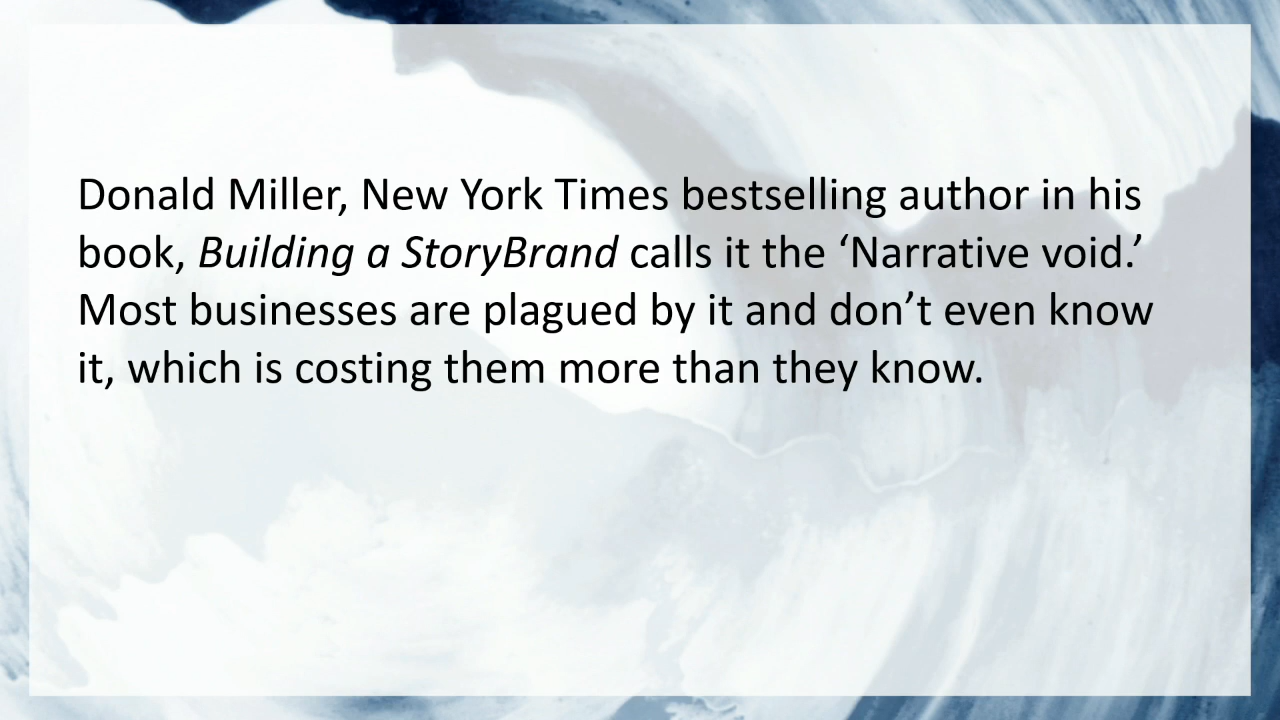 Donald Miller, New York Times bestselling author in his
book, Building a StoryBrand calls it the ‘Narrative void.’
Most businesses are plagued by it and don’t even know
it, which is costing them more than they know.